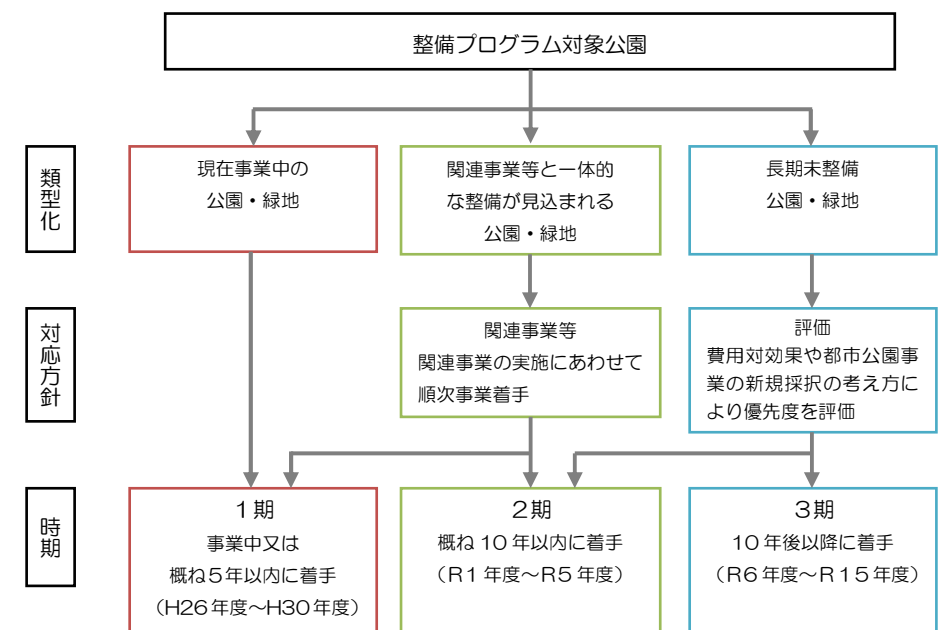 整備プログラム対象公園
類型化
現在事業中の
公園・緑地
関連事業等と一体的
な整備が見込まれる
公園・緑地
長期未整備
公園・緑地
対応方針
関連事業等
関連事業の実施にあわせて
順次事業着手
評価
費用対効果や都市公園事
業の新規採択の考え方に
より優先度を評価
時期
1期
事業中又は
概ね5年以内に着手
（H26年度～H30年度）
2期
概ね10年以内に着手
（R1年度～R5年度）
3期
10年後以降に着手
（R6年度～R15年度）